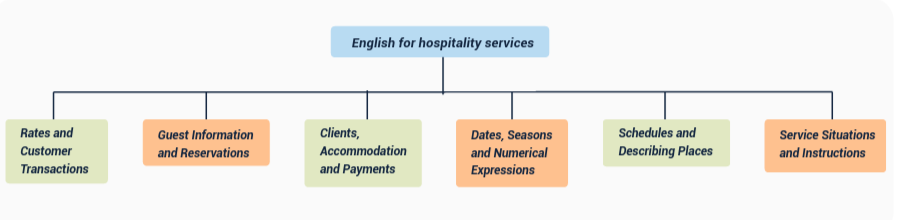 English for hospitality services
Rates and
Customer
Transactions
Guest Information
and Reservations
Clients,
Accommodation
and Payments
Dates, Seasons
and Numerical
Expressions
Schedules and
Describing Places
Service Situations
and Instructions